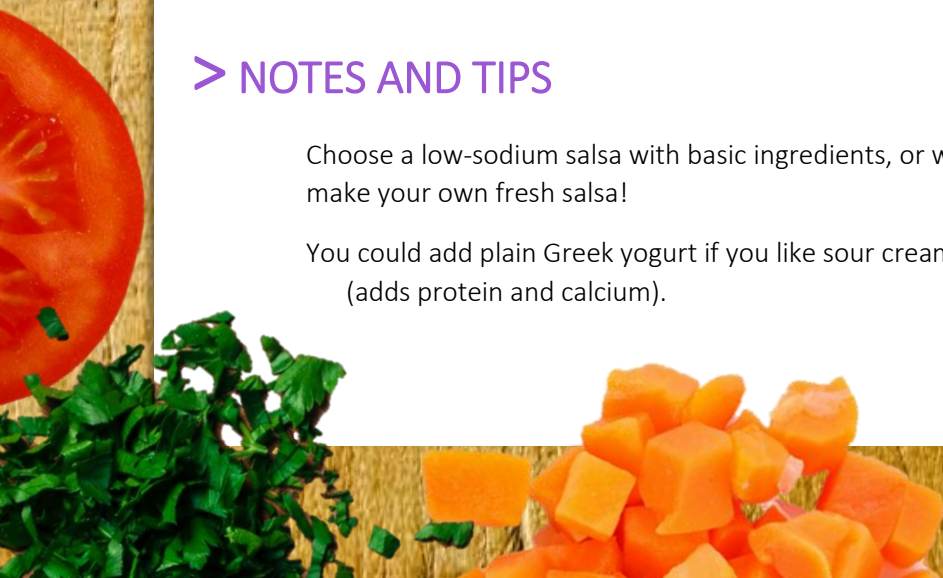 > NOTES AND TIPS
Choose a low-sodium salsa with basic ingredients, or
make your own fresh salsa!
You could add plain Greek yogurt if you like sour
(adds protein and calcium).